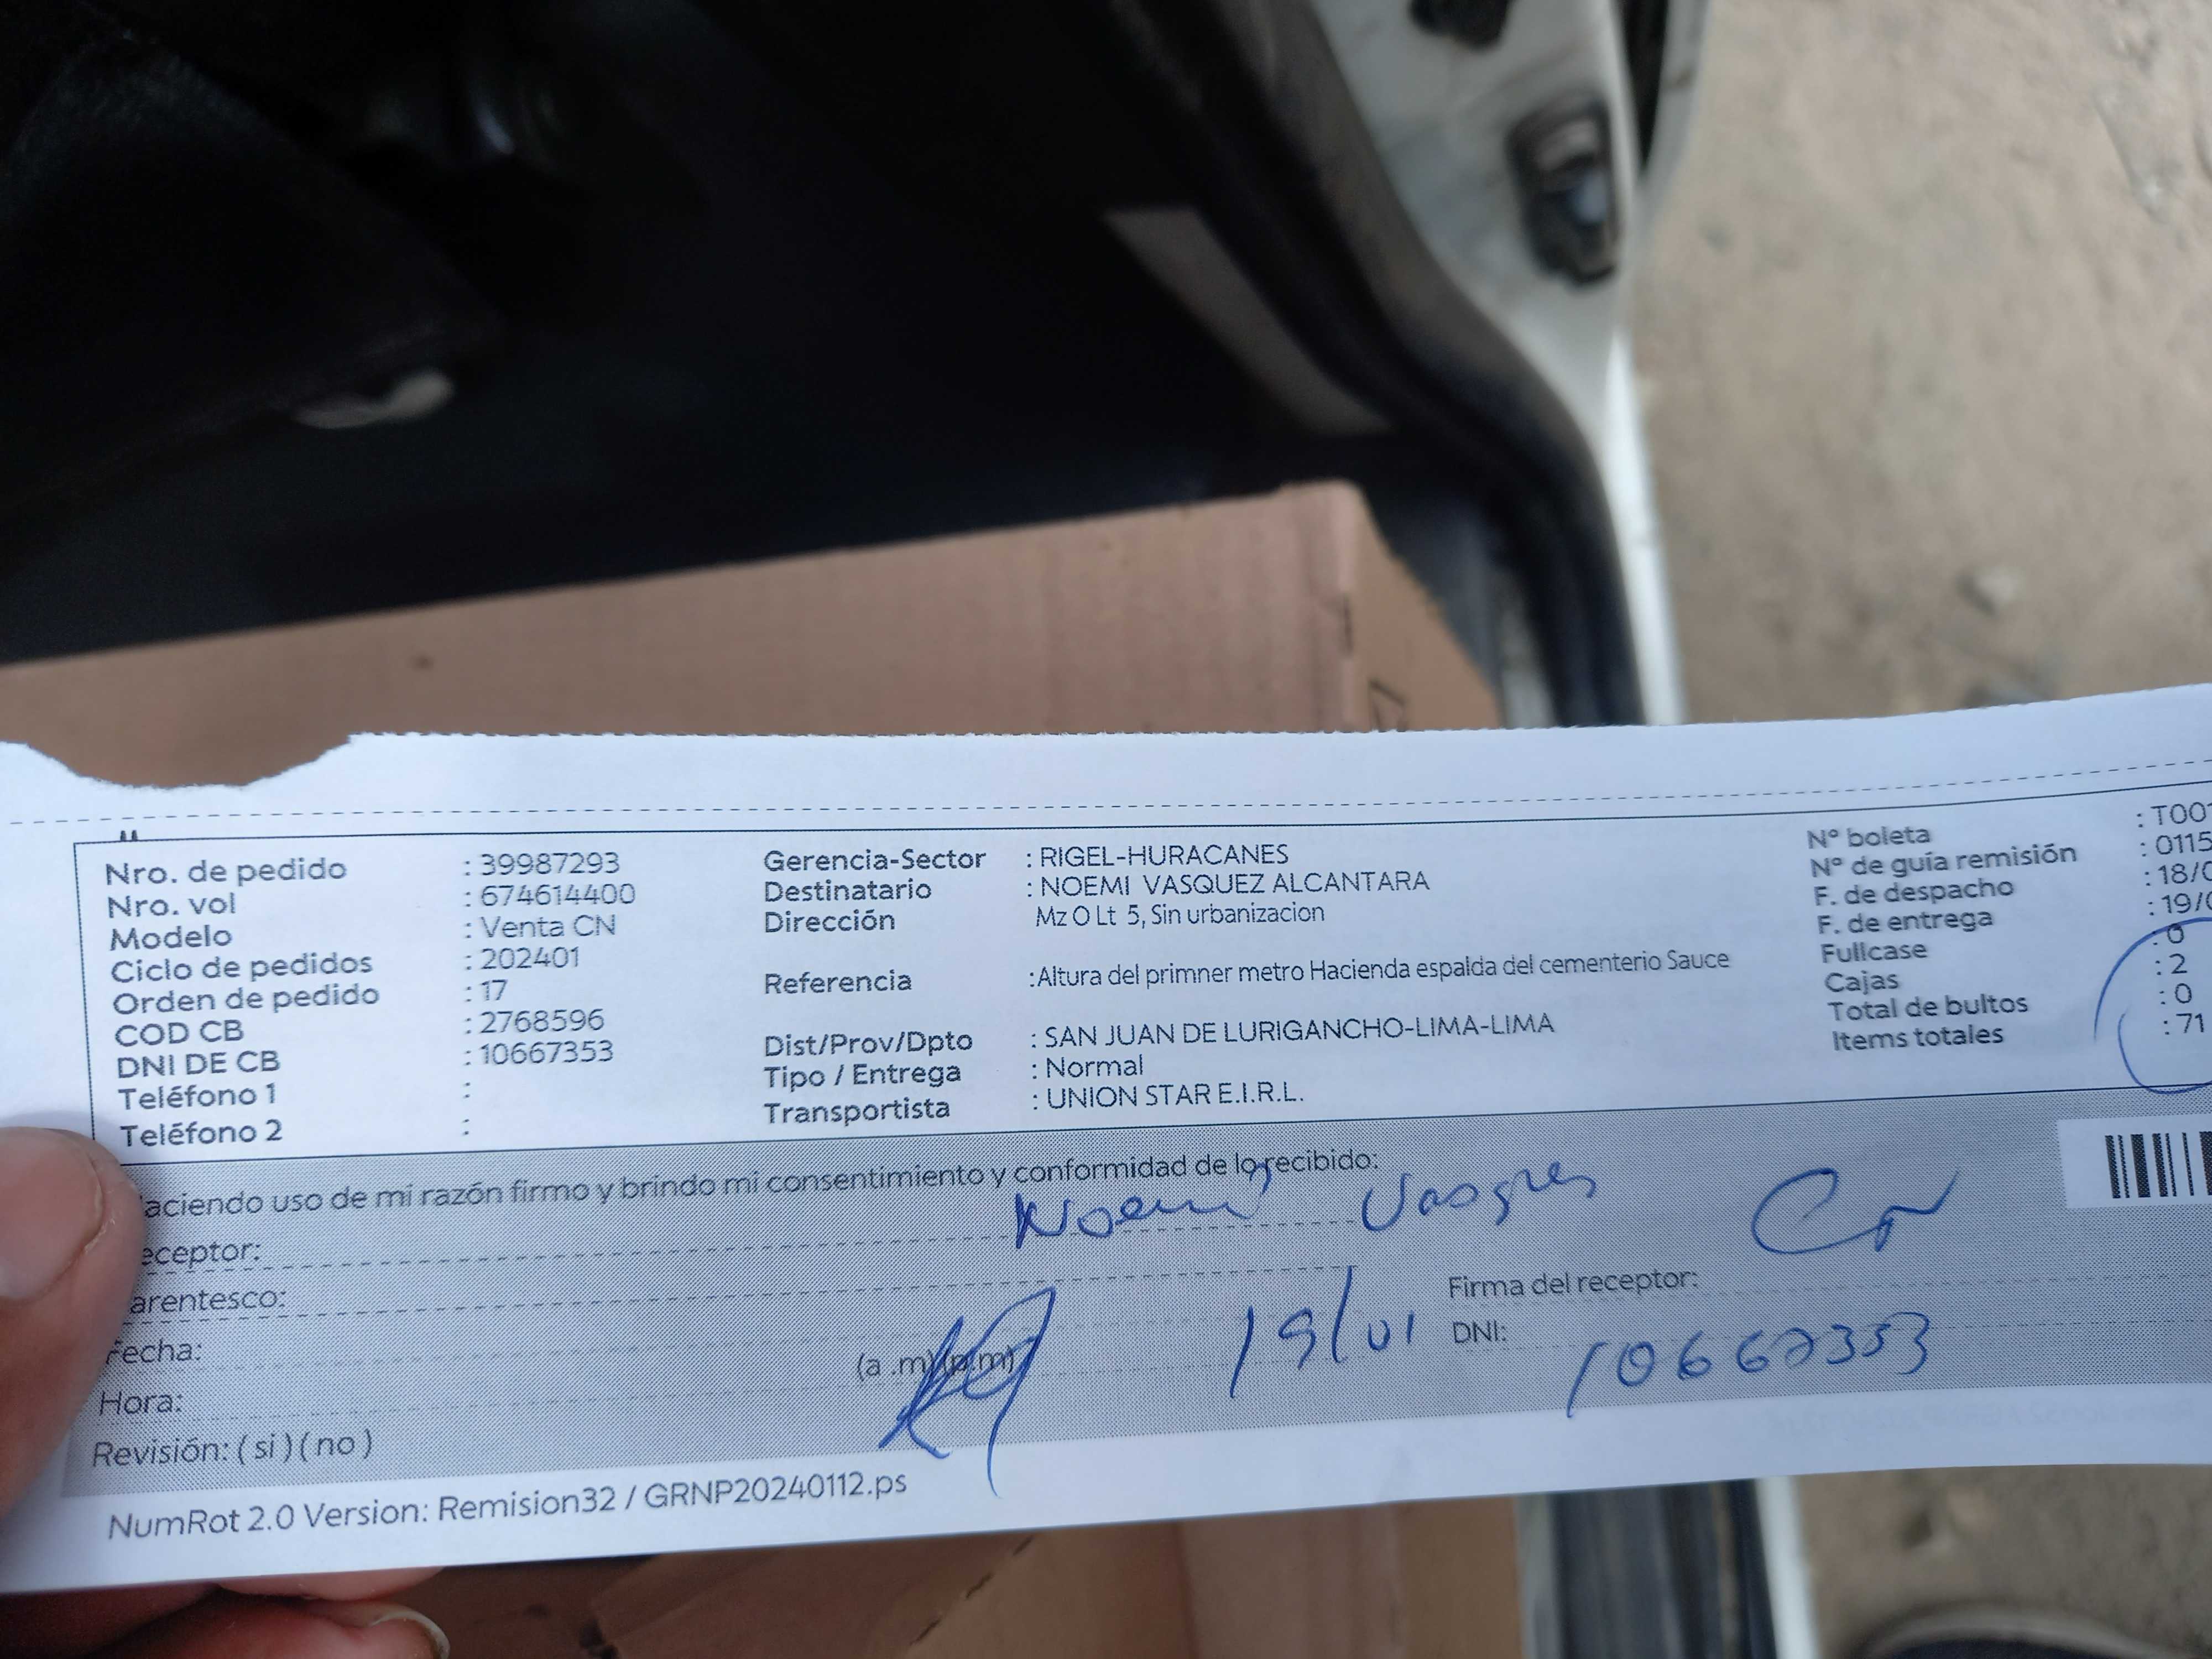 Nro. de pedido : 39987293
Nro. vol : 674614400
Modelo : Venta CN
Ciclo de pedidos : 202401
Orden de pedido : 17
COD CB : 2768596
DNI DE CB : 10667353
Teléfono 1 :
Teléfono 2 :
Gerencia-Sector : RIGEL-HURACANES
Destinatario : NOEMI VASQUEZ ALCANTARA
Dirección Mz O Lt 5, Sin urbanizacion
Referencia :Altura del primner metro Hacienda espalda del cementerio Sauce
Dist/Prov/Dpto : SAN JUAN DE LURIGANCHO-LIMA-LIMA
Tipo / Entrega : Normal
Transportista : UNION STAR E.I.R.L.
Nº boleta : T001
Nº de guía remisión : 0115
F. de despacho : 18/0
F. de entrega : 19/0
Fullcase : 0
Cajas : 2
Total de bultos : 0
Items totales : 71
aciendo uso de mi razón firmo y brindo mi consentimiento y conformidad de lo recibido:
eceptor: Noemi Vasquez
arentesco:
Firma del receptor:
Fecha: 19/01
DNI: 10667353
Hora: (a .m) (p.m)
Revisión: ( si ) ( no )
NumRot 2.0 Version: Remision32 / GRNP20240112.ps